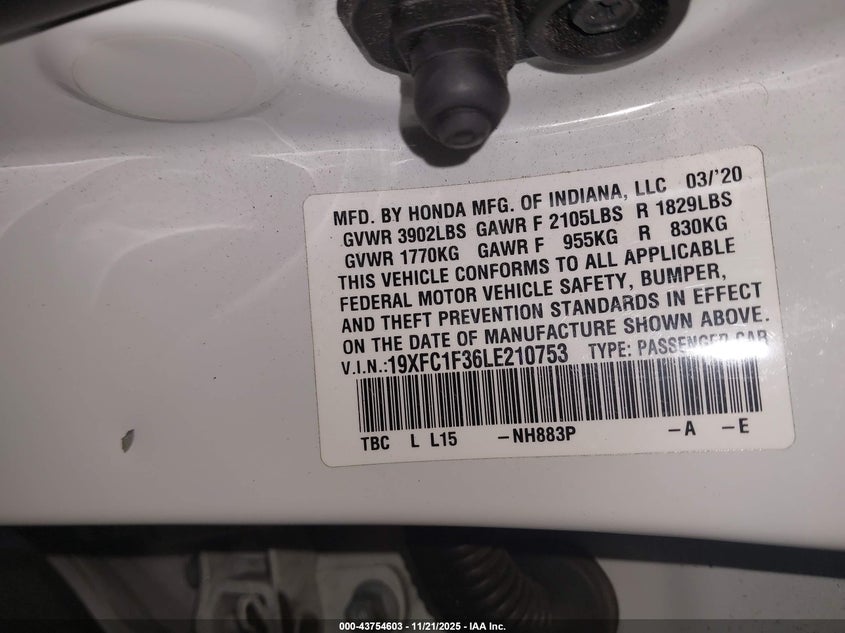 MFD. BY HONDA MFG. OF INDIANA, LLC 03/'20
GVWR 3902LBS GAWR F 2105LBS R 1829LBS
GVWR 1770KG GAWR F 955KG R 830KG
THIS VEHICLE CONFORMS TO ALL APPLICABLE
FEDERAL MOTOR VEHICLE SAFETY, BUMPER,
AND THEFT PREVENTION STANDARDS IN EFFECT
ON THE DATE OF MANUFACTURE SHOWN ABOVE.
V.I.N.:19XFC1F36LE210753 TYPE: PASSENGER CAR
TBC L L15 -NH883P -A -E
000-43754603 - 11/21/2025 - IAA Inc.